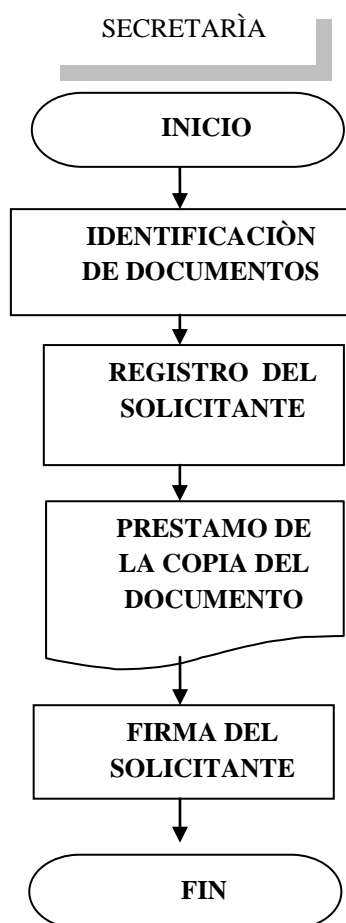 SECRETARÌA
INICIO
IDENTIFICACIÒN
DE DOCUMENTOS
REGISTRO DEL
SOLICITANTE
PRESTAMO DE
LA COPIA DEL
DOCUMENTO
FIRMA DEL
SOLICITANTE
FIN